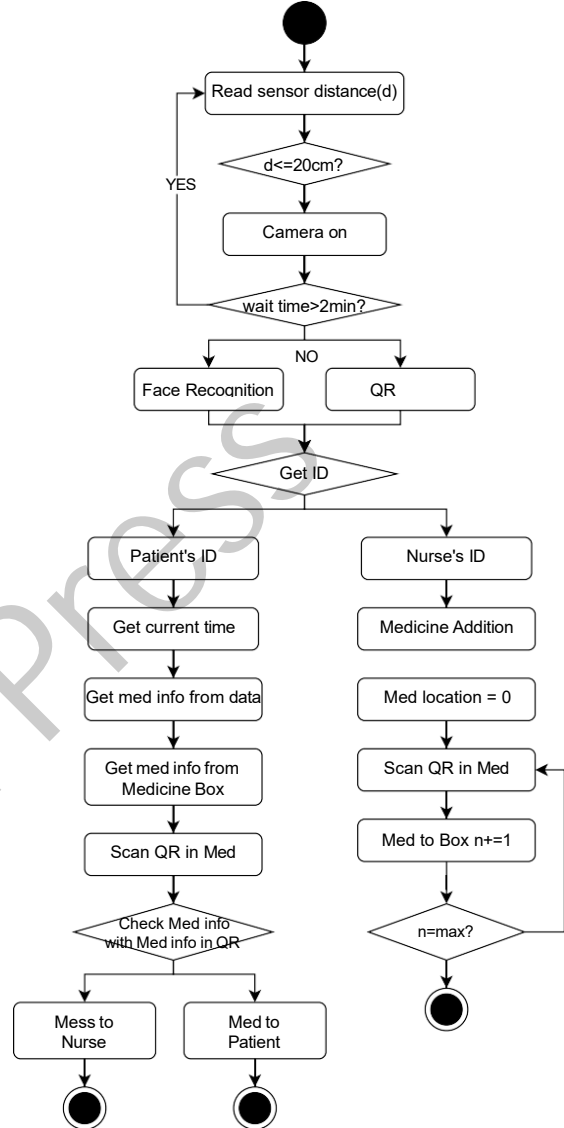 Read sensor distance(d)
d<=20cm?
YES
Camera on
wait time>2min?
NO
Face Recognition
QR
Get ID
Patient's ID
Nurse's ID
Get current time
Medicine Addition
Get med info from data
Med location = 0
Get med info from
Medicine Box
Scan QR in Med
Med to Box n+=1
Scan QR in Med
Check Med info
with Med info in QR
n=max?
Mess to
Nurse
Med to
Patient
Press